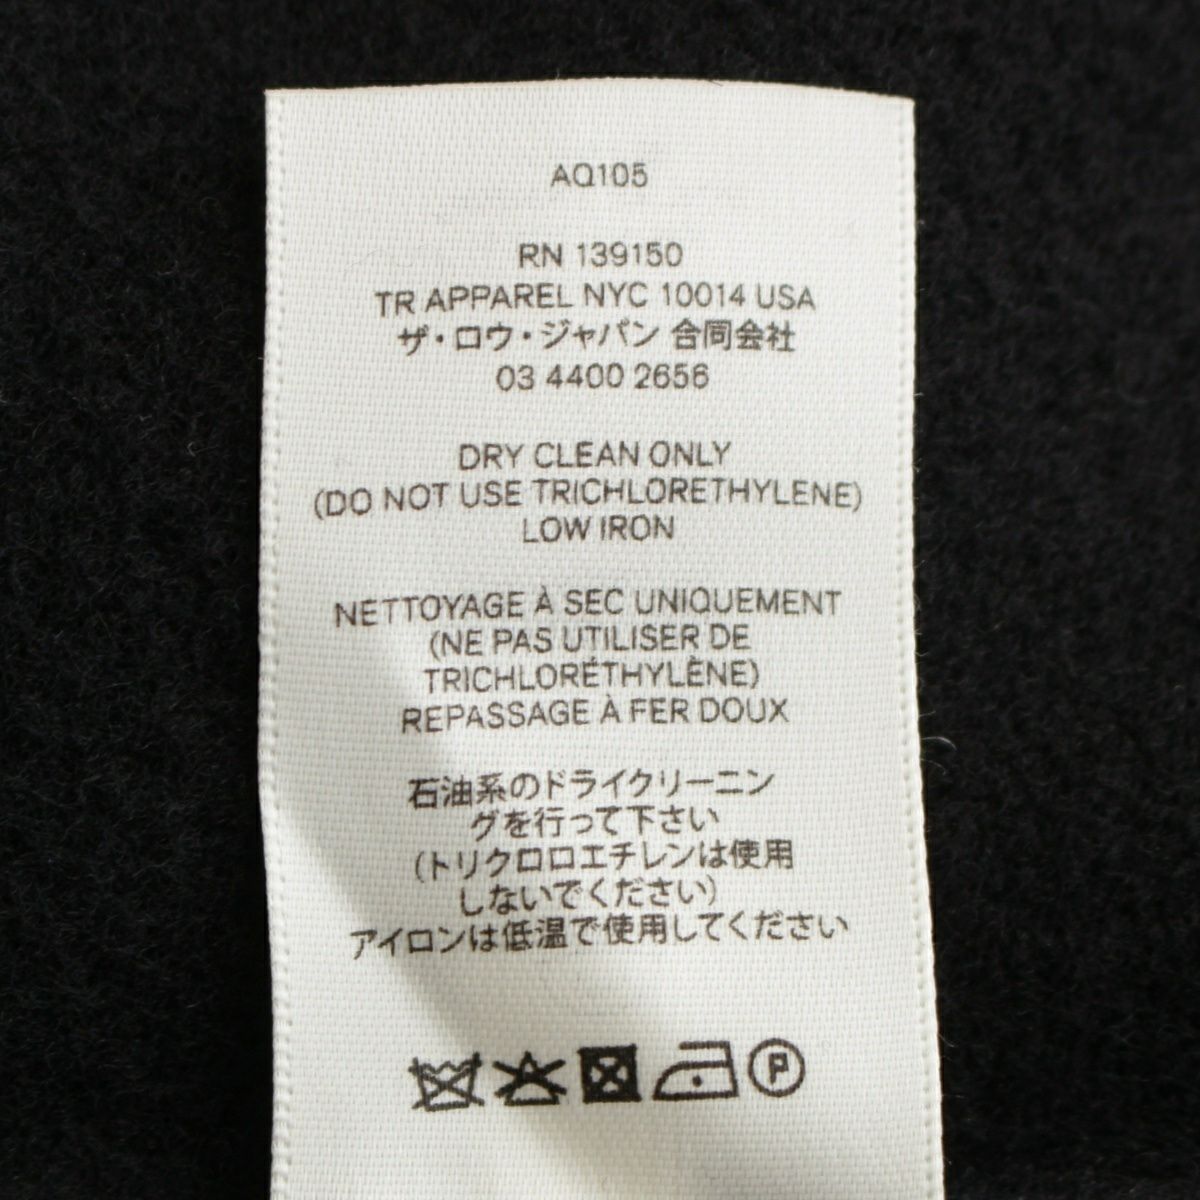 AQ105
RN 139150
TR APPAREL NYC 10014 USA
ザ・ロウ・ジャパン 合同会社
03 4400 2656
DRY CLEAN ONLY
(DO NOT USE TRICHLORETHYLENE)
LOW IRON
NETTOYAGE À SEC UNIQUEMENT
(NE PAS UTILISER DE
TRICHLORÉTHYLÈNE)
REPASSAGE À FER DOUX
石油系のドライクリーニン
グを行って下さい
(トリクロロエチレンは使用
しないでください)
アイロンは低温で使用してください
P